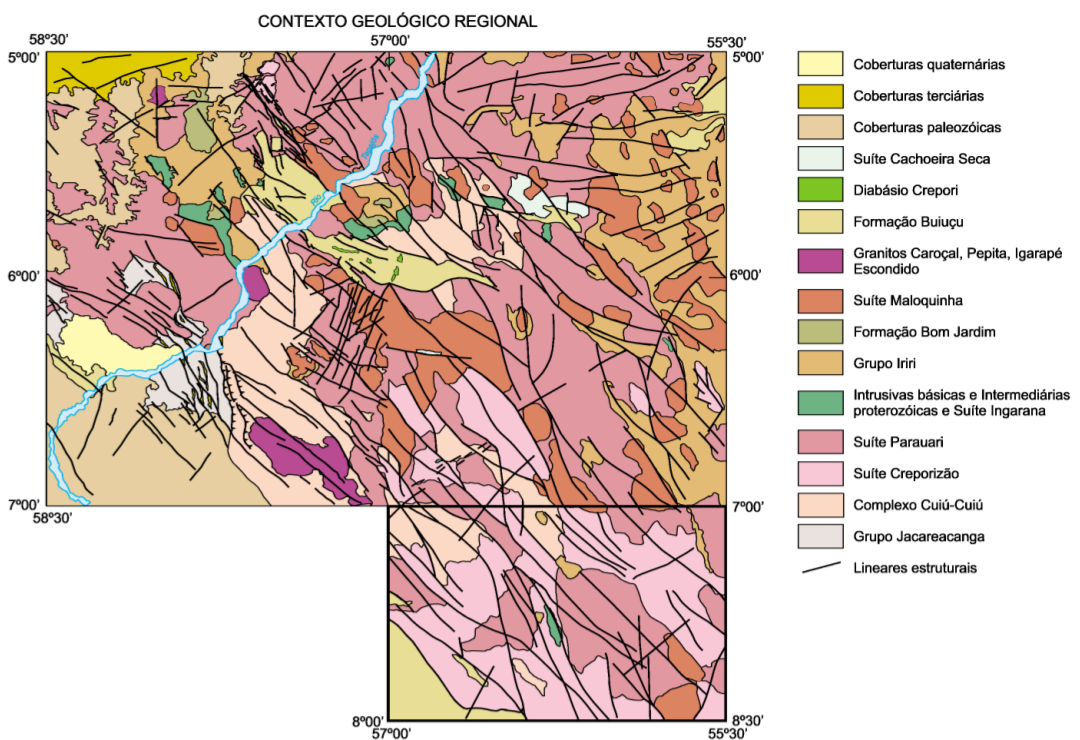 CONTEXTO GEOLÓGICO REGIONAL
58º30'
57º00'
55º30'
5º00'
5º00'
6º00'
6º00'
7º00'
7º00'
58º30'
8º00'
8º30'
57º00'
55º30'
Coberturas quaternárias
Coberturas terciárias
Coberturas paleozóicas
Suíte Cachoeira Seca
Diabásio Crepori
Formação Buiuçu
Granitos Caroçal, Pepita, Igarapé
Escondido
Suíte Maloquinha
Formação Bom Jardim
Grupo Iriri
Intrusivas básicas e Intermediárias
proterozóicas e Suíte Ingarana
Suíte Parauari
Suíte Creporizão
Complexo Cuiú-Cuiú
Grupo Jacareacanga
Lineares estruturais